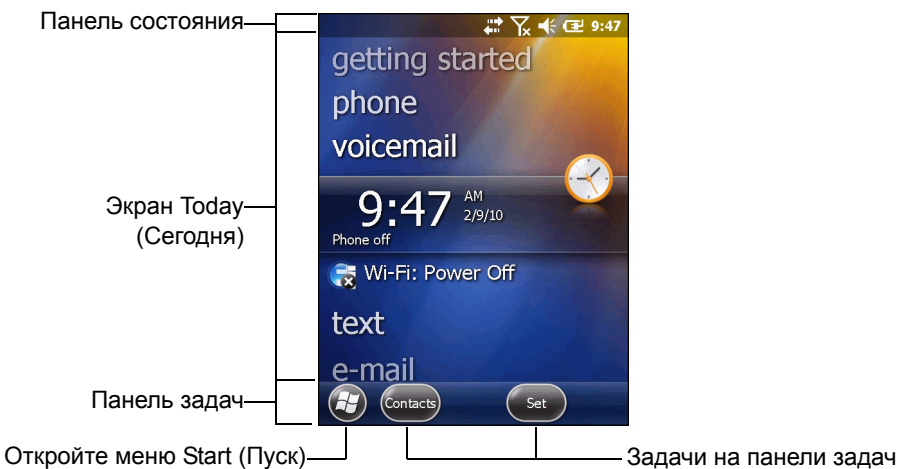 Панель состояния
9:47
getting started
phone
voicemail
Экран Today
(Сегодня)
9:47 AM
2/9/10
Phone off
Wi-Fi: Power Off
text
e-mail
Панель задач
Contacts
Set
Откройте меню Start (Пуск)
Задачи на панели задач